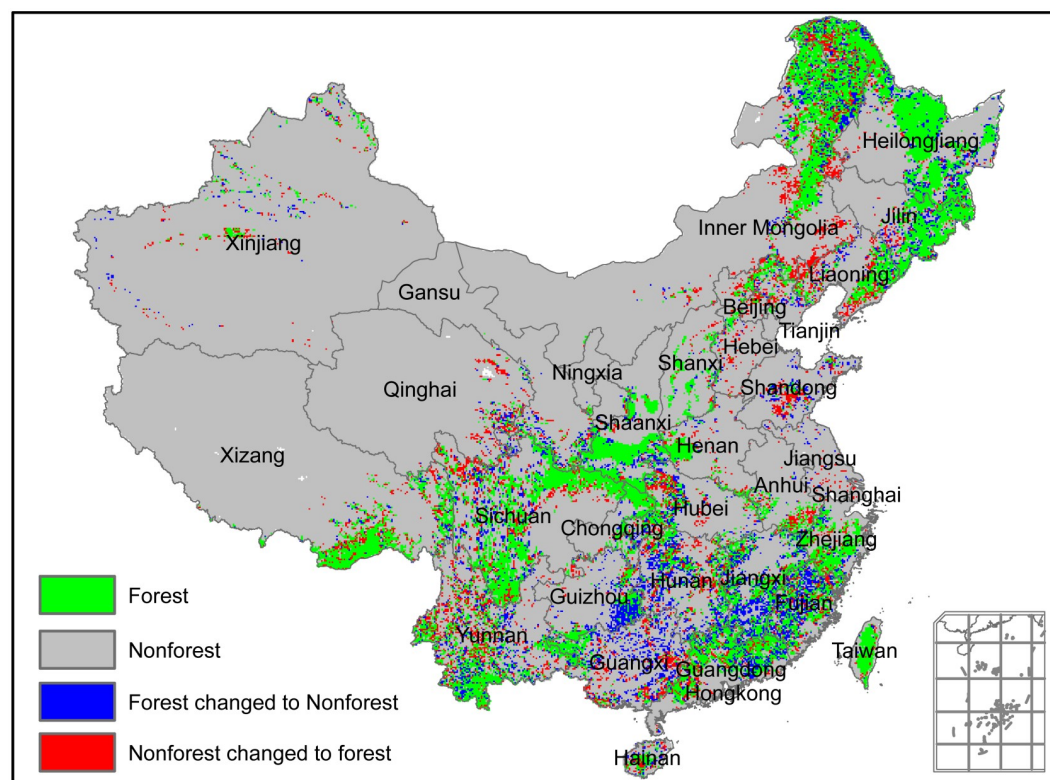 Heilongjiang
Jilin
Inner Mongolia
Xinjiang
Liaoning
Gansu
Beijing
Tianjin
Hebei
Shanxi
Ningxia
Qinghai
Shandong
Shaanxi
Henan
Xizang
Jiangsu
Anhui
Shanghai
Hubei
Sichuan
Chongqing
Zhejiang
Hunan
Jiangxi
Guizhou
Fujian
Yunnan
Taiwan
Guangxi
Guangdong
Hongkong
Hainan
Forest
Nonforest
Forest changed to Nonforest
Nonforest changed to forest